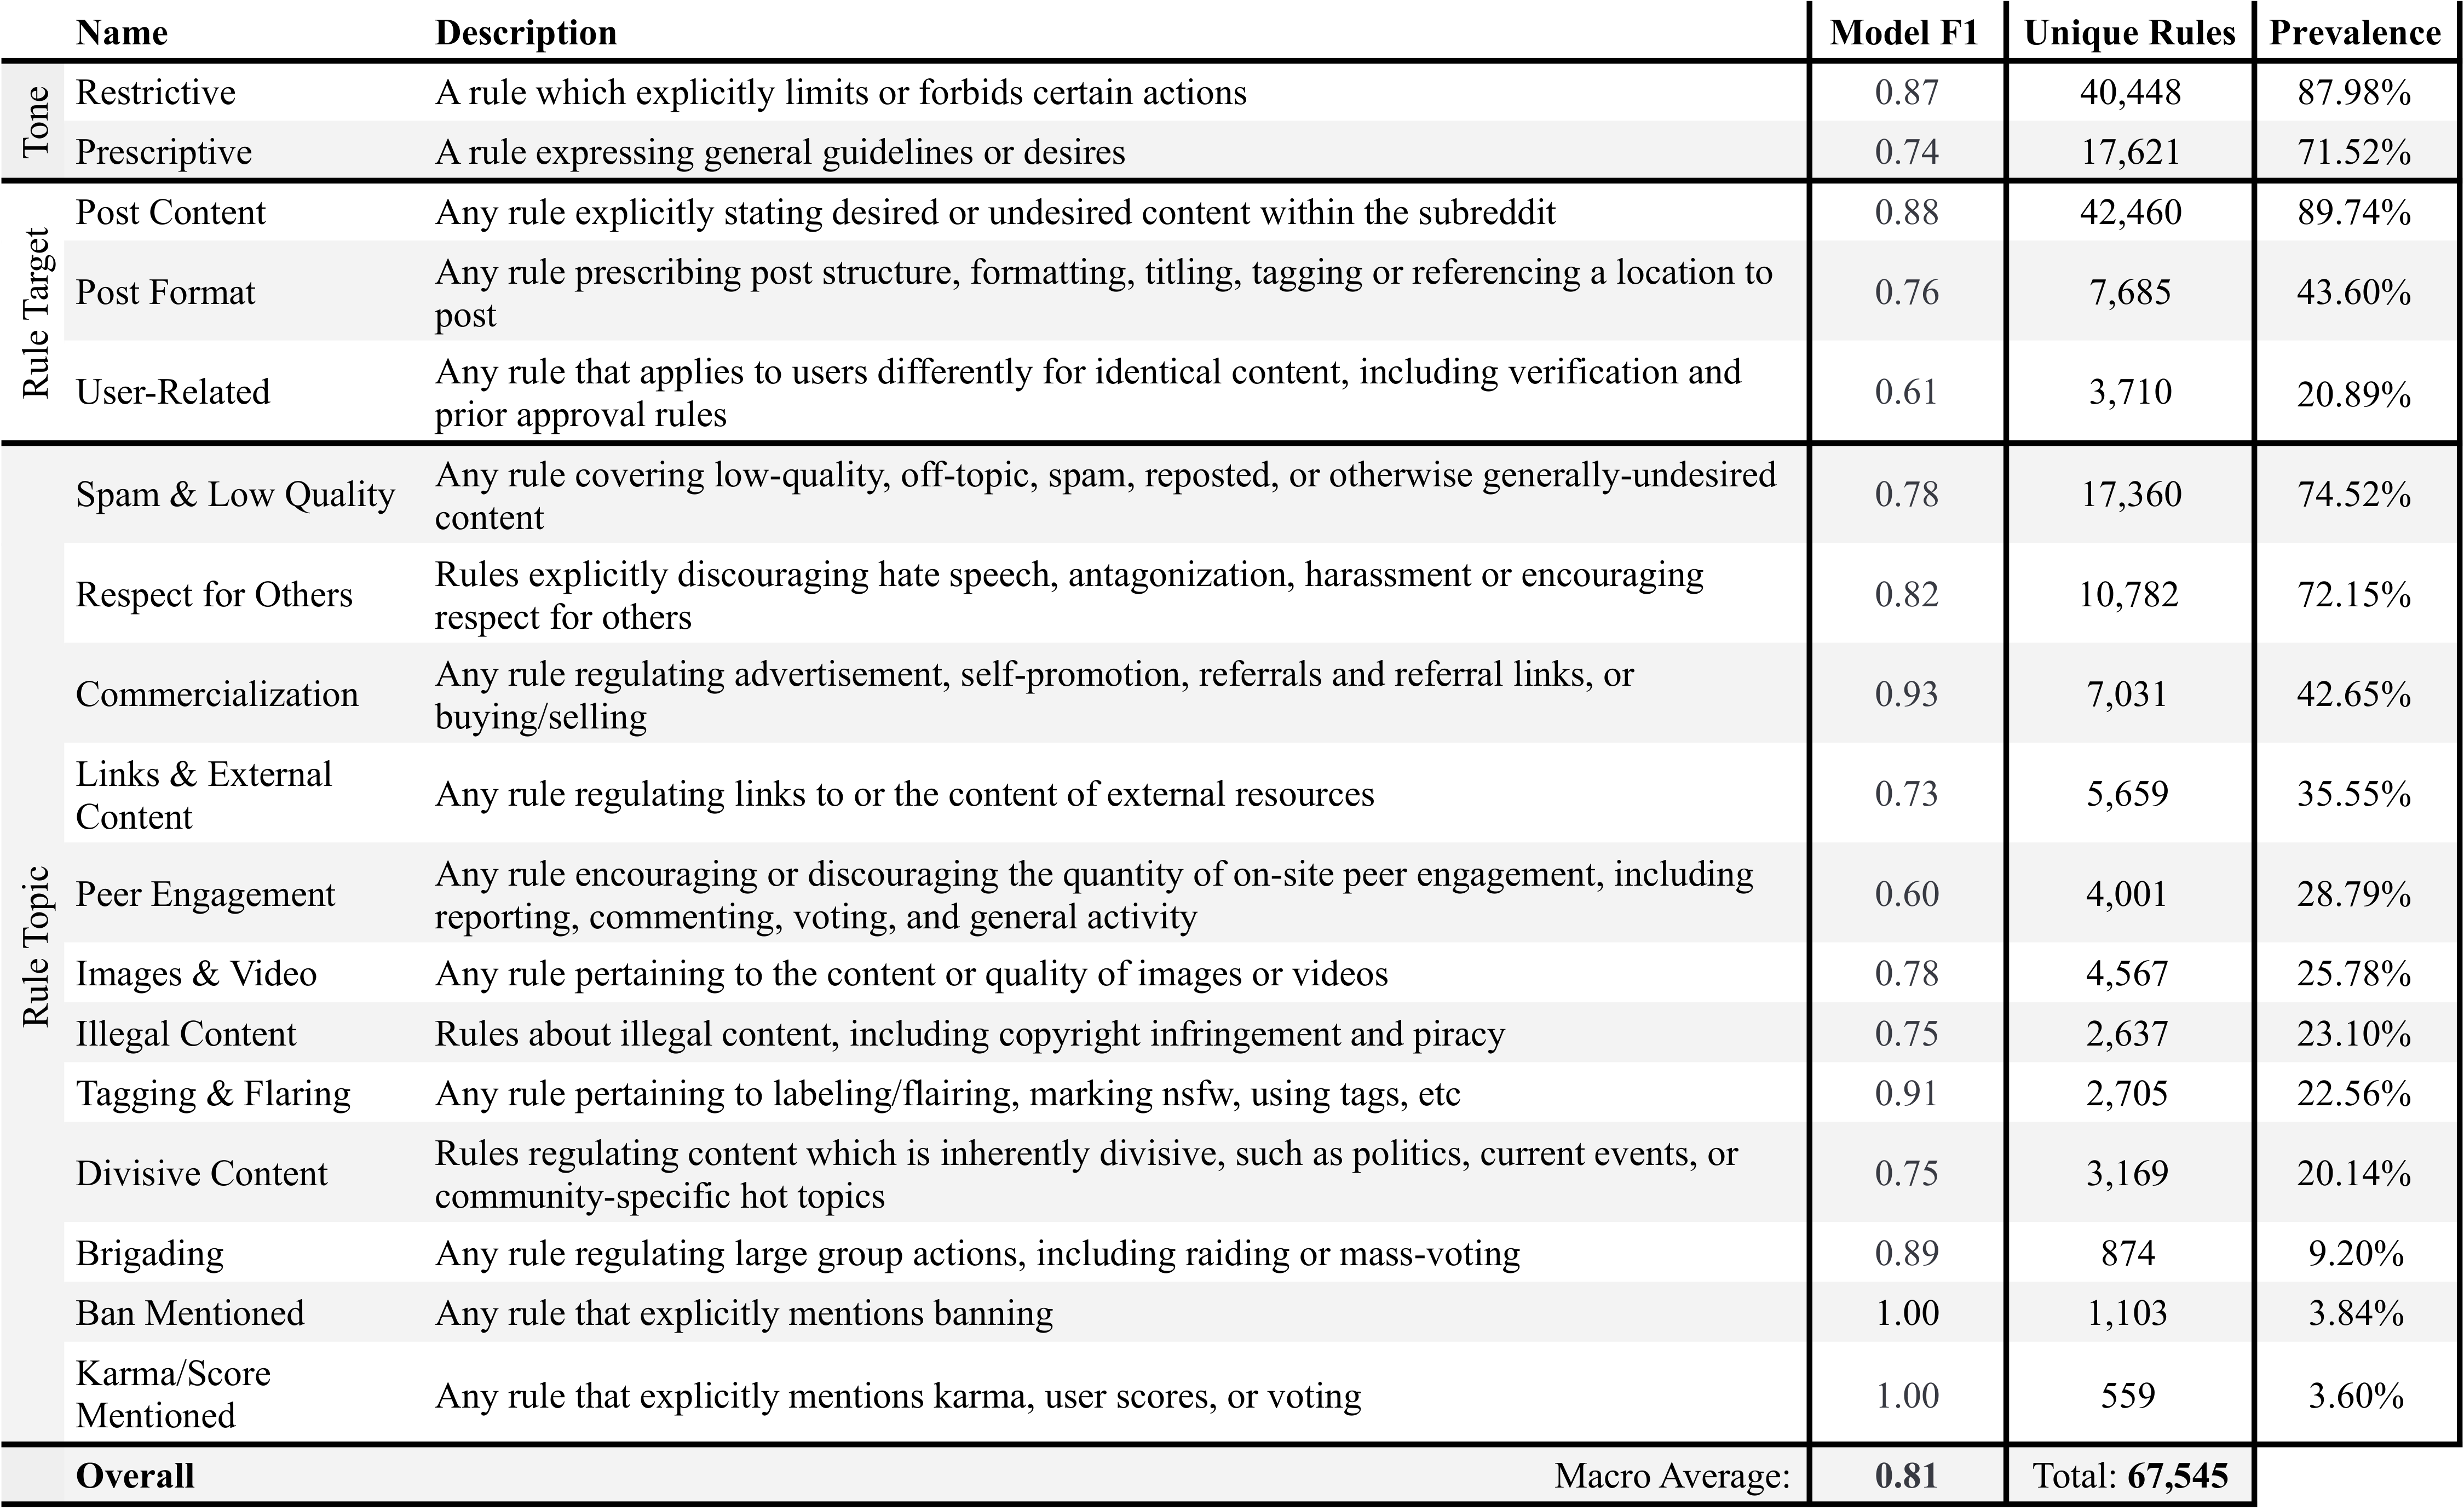 Name Description Model F1 Unique Rules Prevalence
Tone
Restrictive A rule which explicitly limits or forbids certain actions 0.87 40,448 87.98%
Prescriptive A rule expressing general guidelines or desires 0.74 17,621 71.52%
Rule Target
Post Content Any rule explicitly stating desired or undesired content within the subreddit 0.88 42,460 89.74%
Post Format Any rule prescribing post structure, formatting, titling, tagging or referencing a location to
post 0.76 7,685 43.60%
User-Related Any rule that applies to users differently for identical content, including verification and
prior approval rules 0.61 3,710 20.89%
Rule Topic
Spam & Low Quality Any rule covering low-quality, off-topic, spam, reposted, or otherwise generally-undesired
content 0.78 17,360 74.52%
Respect for Others Rules explicitly discouraging hate speech, antagonization, harassment or encouraging
respect for others 0.82 10,782 72.15%
Commercialization Any rule regulating advertisement, self-promotion, referrals and referral links, or
buying/selling 0.93 7,031 42.65%
Links & External
Content Any rule regulating links to or the content of external resources 0.73 5,659 35.55%
Peer Engagement Any rule encouraging or discouraging the quantity of on-site peer engagement, including
reporting, commenting, voting, and general activity 0.60 4,001 28.79%
Images & Video Any rule pertaining to the content or quality of images or videos 0.78 4,567 25.78%
Illegal Content Rules about illegal content, including copyright infringement and piracy 0.75 2,637 23.10%
Tagging & Flaring Any rule pertaining to labeling/flairing, marking nsfw, using tags, etc 0.91 2,705 22.56%
Divisive Content Rules regulating content which is inherently divisive, such as politics, current events, or
community-specific hot topics 0.75 3,169 20.14%
Brigading Any rule regulating large group actions, including raiding or mass-voting 0.89 874 9.20%
Ban Mentioned Any rule that explicitly mentions banning 1.00 1,103 3.84%
Karma/Score
Mentioned Any rule that explicitly mentions karma, user scores, or voting 1.00 559 3.60%
Overall Macro Average: 0.81 Total: 67,545